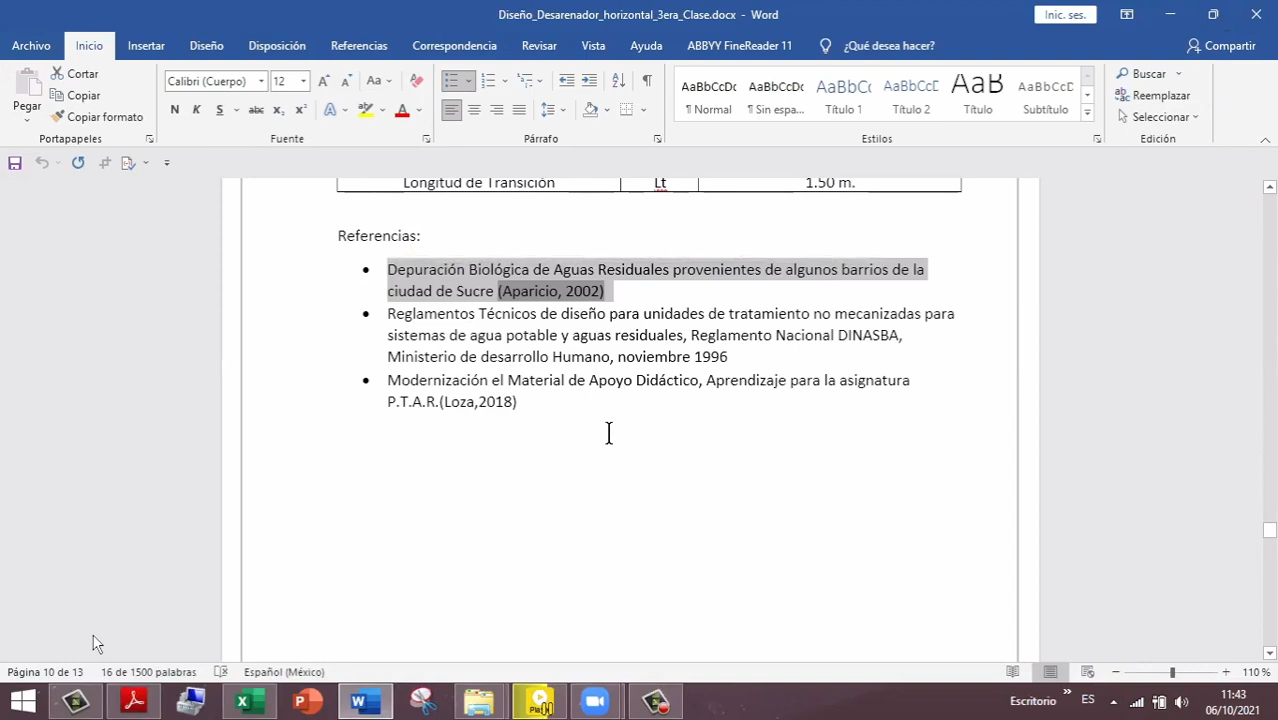 Diseño_Desarenador_horizontal_3era_Clase.docx - Word
Inic. ses.
Archivo Inicio Insertar Diseño Disposición Referencias Correspondencia Revisar Vista Ayuda ABBYY FineReader 11 ¿Qué desea hacer? Compartir
Pegar
Cortar
Copiar
Copiar formato
Portapapeles
Calibri (Cuerpo) 12
Fuente
Párrafo
AaBbCcDc AaBbCcDc AaBbC AaBbCcD AaB AaBbCcD
¶ Normal ¶ Sin espa... Título 1 Título 2 Título Subtítulo
Estilos
Buscar
Reemplazar
Seleccionar
Edición
Longitud de Transición Lt 1.50 m.
Referencias:
• Depuración Biológica de Aguas Residuales provenientes de algunos barrios de la
ciudad de Sucre (Aparicio, 2002)
• Reglamentos Técnicos de diseño para unidades de tratamiento no mecanizadas para
sistemas de agua potable y aguas residuales, Reglamento Nacional DINASBA,
Ministerio de desarrollo Humano, noviembre 1996
• Modernización el Material de Apoyo Didáctico, Aprendizaje para la asignatura
P.T.A.R.(Loza,2018)
Página 10 de 13 16 de 1500 palabras Español (México) 110 %
Escritorio ES 11:43
06/10/2021